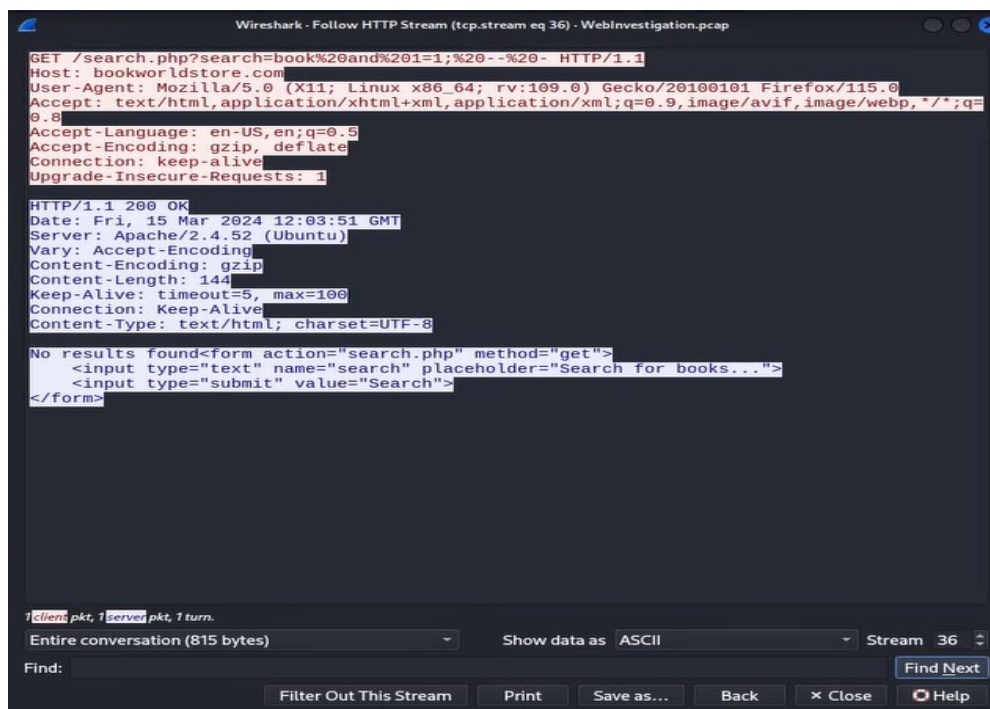 Wireshark - Follow HTTP Stream (tcp.stream eq 36) - WebInvestigation.pcap
GET /search.php?search=book%20and%201=1;%20--%20- HTTP/1.1
Host: bookworldstore.com
User-Agent: Mozilla/5.0 (X11; Linux x86_64; rv:109.0) Gecko/20100101 Firefox/115.0
Accept: text/html,application/xhtml+xml,application/xml;q=0.9,image/avif,image/webp,*/*;q=
0.8
Accept-Language: en-US,en;q=0.5
Accept-Encoding: gzip, deflate
Connection: keep-alive
Upgrade-Insecure-Requests: 1
HTTP/1.1 200 OK
Date: Fri, 15 Mar 2024 12:03:51 GMT
Server: Apache/2.4.52 (Ubuntu)
Vary: Accept-Encoding
Content-Encoding: gzip
Content-Length: 144
Keep-Alive: timeout=5, max=100
Connection: Keep-Alive
Content-Type: text/html; charset=UTF-8
No results found<form action="search.php" method="get">
    <input type="text" name="search" placeholder="Search for books...">
    <input type="submit" value="Search">
</form>
1 client pkt, 1 server pkt, 1 turn.
Entire conversation (815 bytes) Show data as ASCII Stream 36
Find: Find Next
Filter Out This Stream Print Save as... Back × Close Help